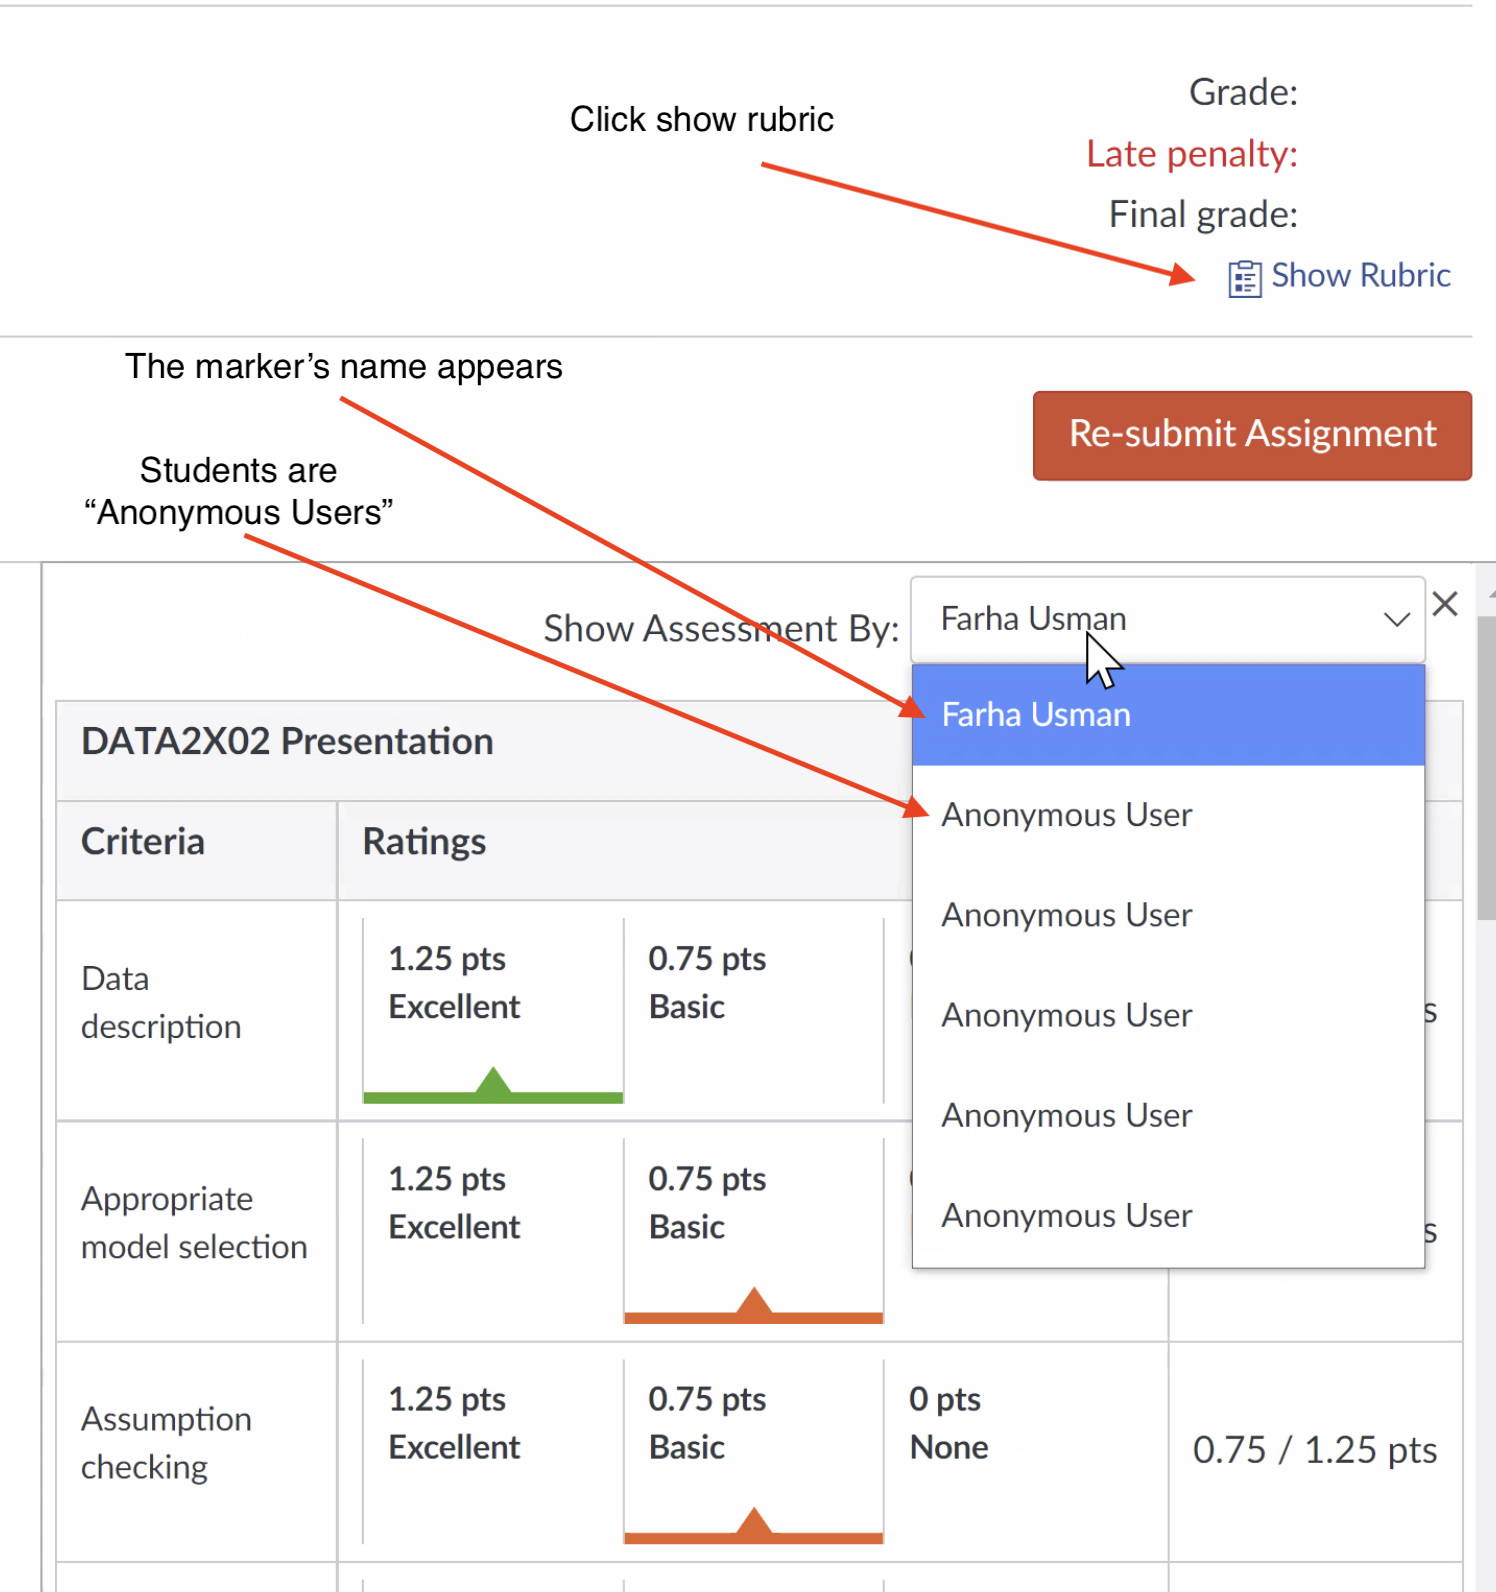 Grade:
Click show rubric
Late penalty:
Final grade:
Show Rubric
The marker’s name appears
Re-submit Assignment
Students are
“Anonymous Users”
Show Assessment By:
Farha Usman
Farha Usman
DATA2X02 Presentation
Anonymous User
Criteria
Ratings
Anonymous User
1.25 pts
Excellent
0.75 pts
Basic
Data
description
Anonymous User
Anonymous User
1.25 pts
Excellent
0.75 pts
Basic
Appropriate
model selection
Anonymous User
1.25 pts
Excellent
0.75 pts
Basic
0 pts
None
Assumption
checking
0.75 / 1.25 pts